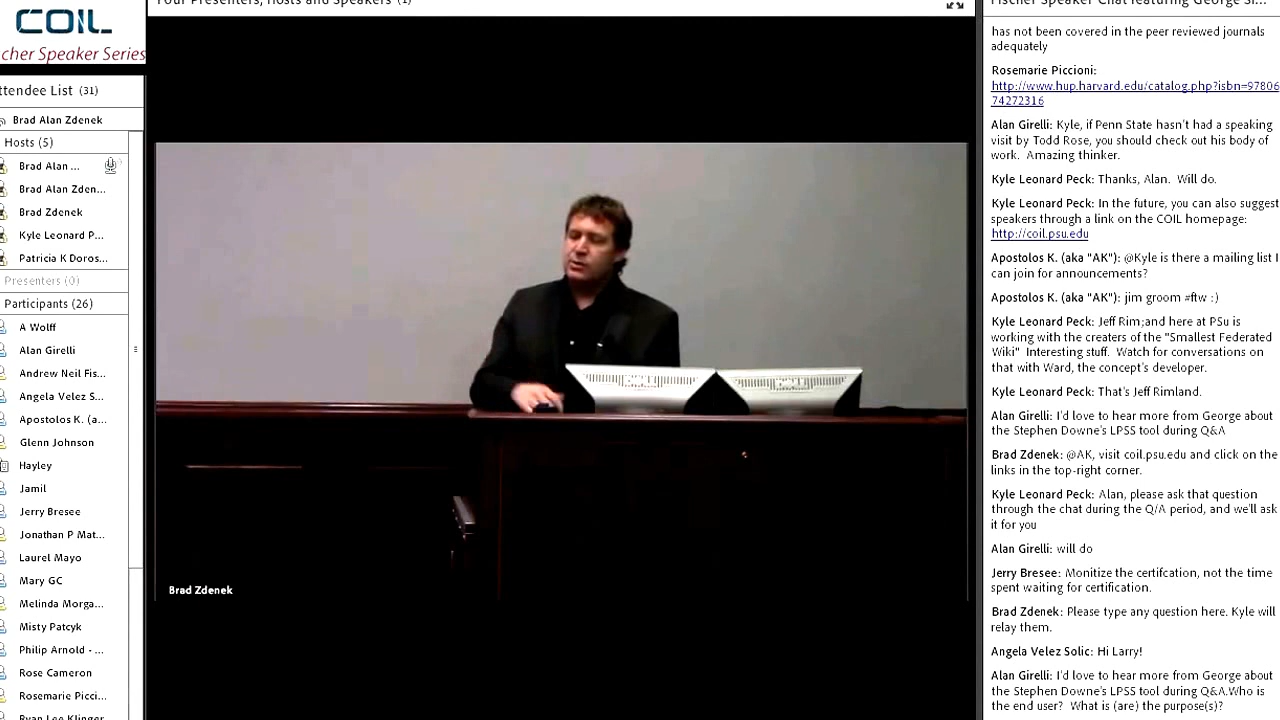 COIL
cher Speaker Series
ttendee List (31)
Brad Alan Zdenek
Hosts (5)
Brad Alan ...
Brad Alan Zden...
Brad Zdenek
Kyle Leonard P...
Patricia K Doros...
Presenters (0)
Participants (26)
A Wolff
Alan Girelli
Andrew Neil Fis...
Angela Velez S...
Apostolos K. (a...
Glenn Johnson
Hayley
Jamil
Jerry Bresee
Jonathan P Mat...
Laurel Mayo
Mary GC
Melinda Morga...
Misty Patcyk
Philip Arnold - ...
Rose Cameron
Rosemarie Picci...
Ryan Lee Klinger
Your Presenters, Hosts and Speakers (1)
Brad Zdenek
Fischer Speaker Chat featuring George Si...
has not been covered in the peer reviewed journals
adequately
Rosemarie Piccioni:
http://www.hup.harvard.edu/catalog.php?isbn=97806
74272316
Alan Girelli: Kyle, if Penn State hasn't had a speaking
visit by Todd Rose, you should check out his body of
work. Amazing thinker.
Kyle Leonard Peck: Thanks, Alan. Will do.
Kyle Leonard Peck: In the future, you can also suggest
speakers through a link on the COIL homepage:
http://coil.psu.edu
Apostolos K. (aka "AK"): @Kyle is there a mailing list I
can join for announcements?
Apostolos K. (aka "AK"): jim groom #ftw :)
Kyle Leonard Peck: Jeff Rim;and here at PSu is
working with the creators of the "Smallest Federated
Wiki" Interesting stuff. Watch for conversations on
that with Ward, the concept's developer.
Kyle Leonard Peck: That's Jeff Rimland.
Alan Girelli: I'd love to hear more from George about
the Stephen Downe's LPSS tool during Q&A
Brad Zdenek: @AK, visit coil.psu.edu and click on the
links in the top-right corner.
Kyle Leonard Peck: Alan, please ask that question
through the chat during the Q/A period, and we'll ask
it for you
Alan Girelli: will do
Jerry Bresee: Monitize the certifcation, not the time
spent waiting for certification.
Brad Zdenek: Please type any question here. Kyle will
relay them.
Angela Velez Solic: Hi Larry!
Alan Girelli: I'd love to hear more from George about
the Stephen Downe's LPSS tool during Q&A.Who is
the end user? What is (are) the purpose(s)?